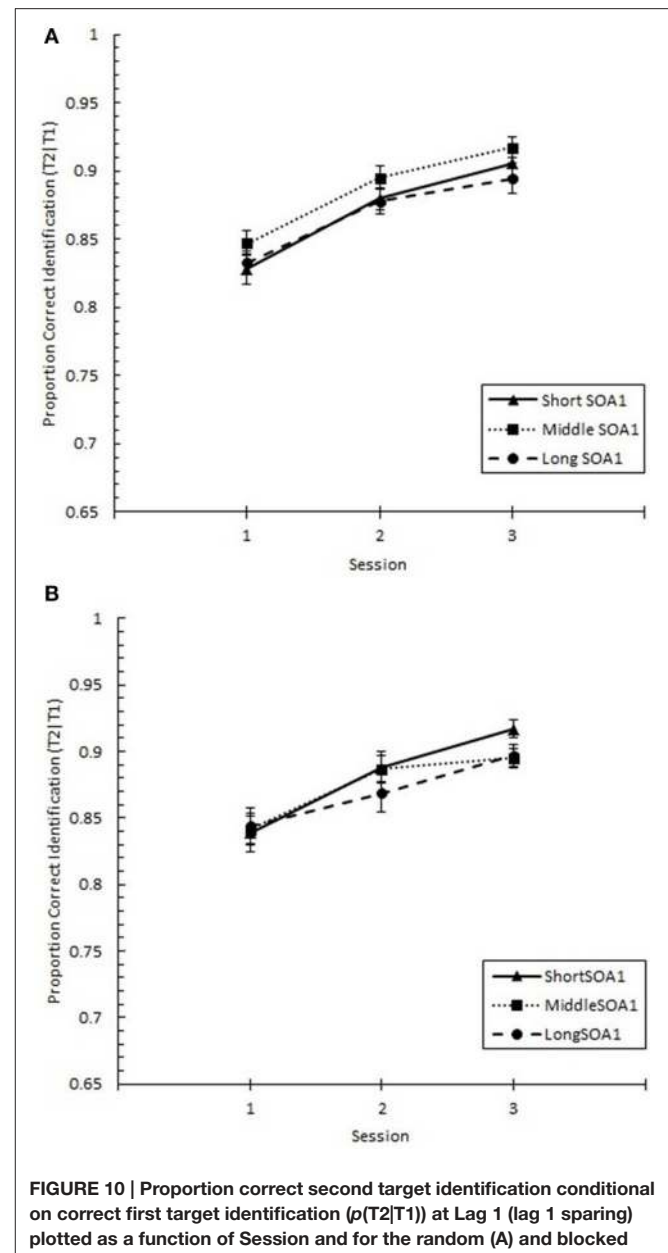 A
1
0.95
0.9
0.85
0.8
0.75
0.7
0.65
Proportion Correct Identification (T2|T1)
Short SOA1
Middle SOA1
Long SOA1
1 2 3
Session
B
1
0.95
0.9
0.85
0.8
0.75
0.7
0.65
Proportion Correct Identification (T2|T1)
ShortSOA1
MiddleSOA1
LongSOA1
1 2 3
Session
FIGURE 10 | Proportion correct second target identification conditional
on correct first target identification (p(T2|T1)) at Lag 1 (lag 1 sparing)
plotted as a function of Session and for the random (A) and blocked